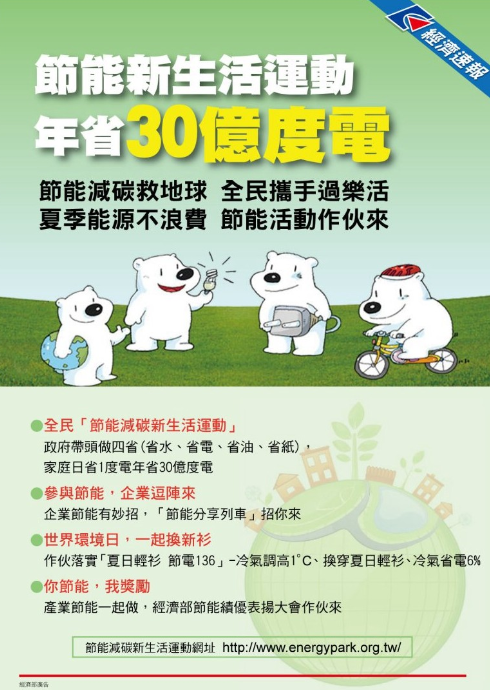 經濟速報
節能新生活運動
年省30億度電
節能減碳救地球 全民攜手過樂活
夏季能源不浪費 節能活動作伙來
●全民「節能減碳新生活運動」
政府帶頭做四省(省水、省電、省油、省紙)，
家庭日省1度電年省30億度電
●參與節能，企業逗陣來
企業節能有妙招，「節能分享列車」招你來
●世界環境日，一起換新衫
作伙落實「夏日輕衫 節電136」-冷氣調高1°C、換穿夏日輕衫、冷氣省電6%
●你節能，我獎勵
產業節能一起做，經濟部節能績優表揚大會作伙來
節能減碳新生活運動網址 http://www.energypark.org.tw/
經濟部廣告